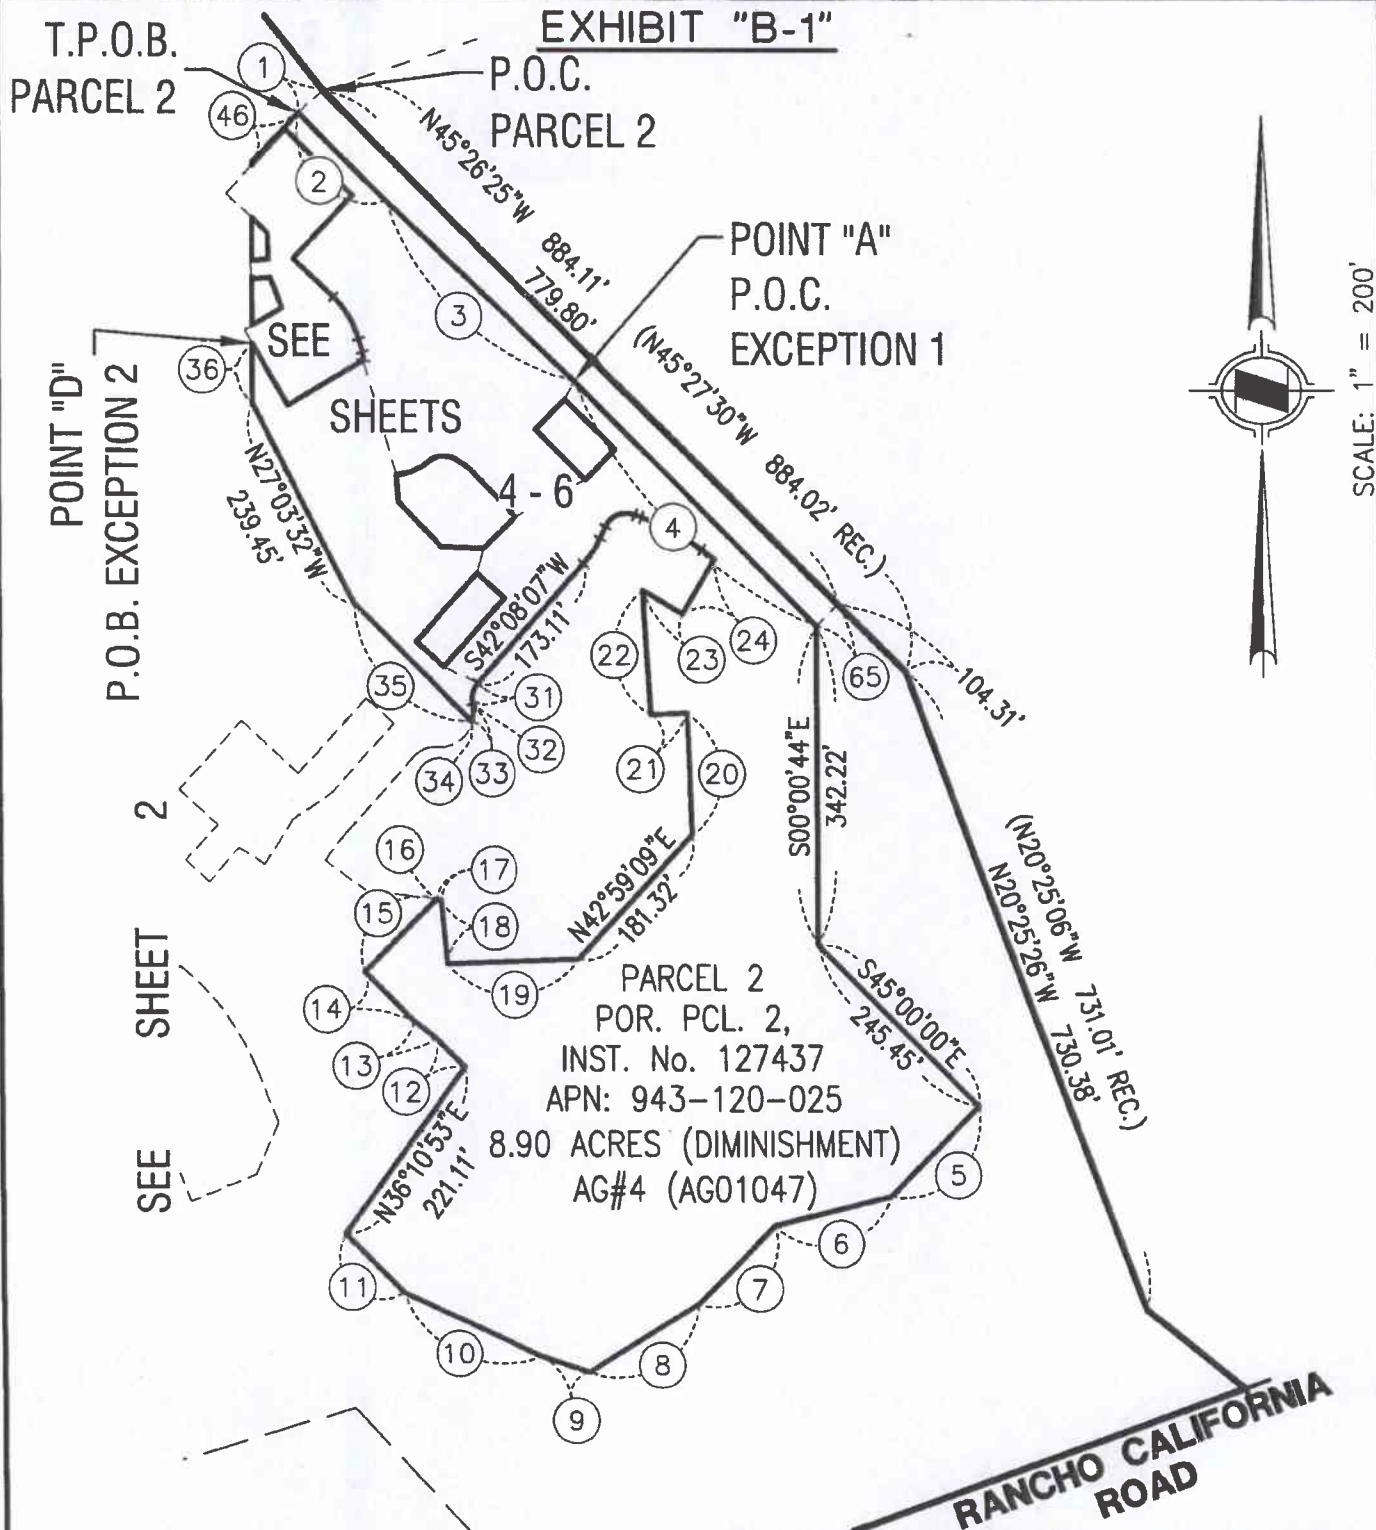 EXHIBIT "B-1"
T.P.O.B.
PARCEL 2
1
46
2
P.O.C.
PARCEL 2
N45°26'25"W 884.11'
779.80'
POINT "A"
P.O.C.
EXCEPTION 1
(N45°27'30"W 884.02' REC.)
SCALE: 1" = 200'
3
SEE
SHEETS
4-6
36
POINT "D"
P.O.B. EXCEPTION 2
N27°03'32"W
239.45'
4
S42°08'07"W
173.11'
22
23
24
65
104.31'
35
31
32
33
34
21
20
S00°00'44"E
342.22'
SEE SHEET 2
16
17
15
18
N42°59'09"E
181.32'
19
14
13
12
(N20°25'06"W 731.01' REC.)
N20°25'26"W 730.38'
S45°00'00"E
245.45'
PARCEL 2
POR. PCL. 2,
INST. No. 127437
APN: 943-120-025
8.90 ACRES (DIMINISHMENT)
AG#4 (AG01047)
N36°10'53"E
221.11'
5
6
7
11
10
8
9
RANCHO CALIFORNIA
ROAD